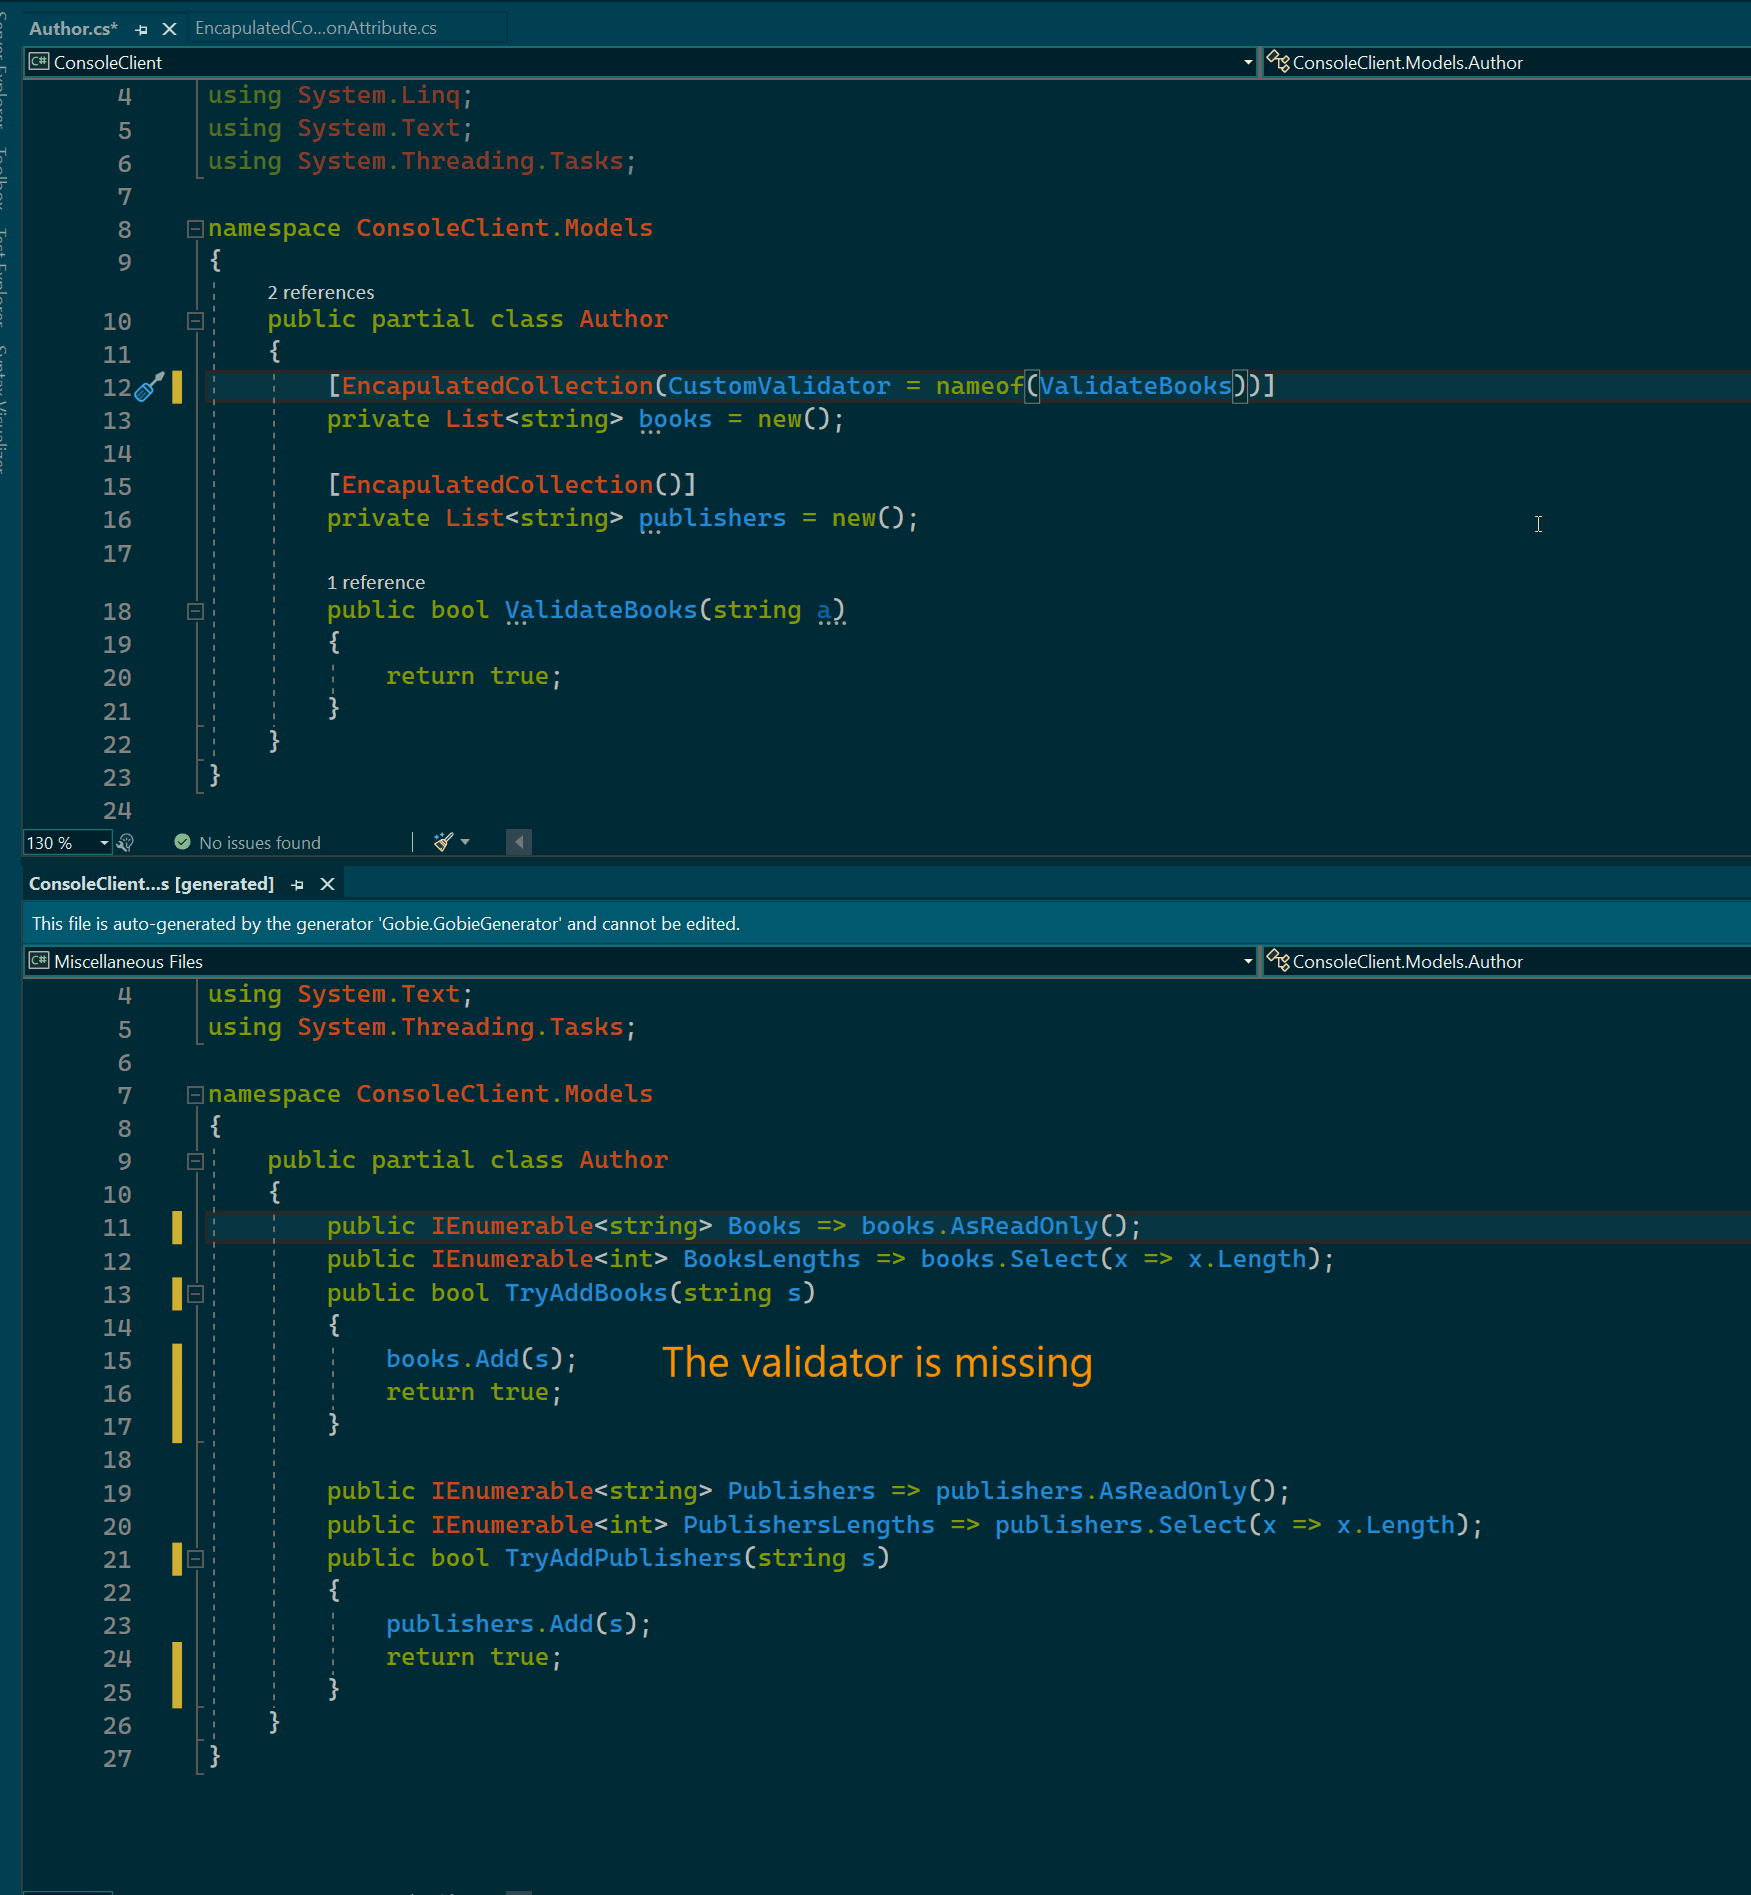 Author.cs*
EncapulatedCo...onAttribute.cs
C# ConsoleClient
ConsoleClient.Models.Author
4 using System.Linq;
5 using System.Text;
6 using System.Threading.Tasks;
7
8 namespace ConsoleClient.Models
9 {
2 references
10 public partial class Author
11 {
12 [EncapulatedCollection(CustomValidator = nameof(ValidateBooks))]
13 private List<string> books = new();
14
15 [EncapulatedCollection()]
16 private List<string> publishers = new();
17
1 reference
18 public bool ValidateBooks(string a)
19 {
20 return true;
21 }
22 }
23 }
24
130 %
No issues found
ConsoleClient...s [generated]
This file is auto-generated by the generator 'Gobie.GobieGenerator' and cannot be edited.
C# Miscellaneous Files
ConsoleClient.Models.Author
4 using System.Text;
5 using System.Threading.Tasks;
6
7 namespace ConsoleClient.Models
8 {
9 public partial class Author
10 {
11 public IEnumerable<string> Books => books.AsReadOnly();
12 public IEnumerable<int> BooksLengths => books.Select(x => x.Length);
13 public bool TryAddBooks(string s)
14 {
15 books.Add(s);
The validator is missing
16 return true;
17 }
18
19 public IEnumerable<string> Publishers => publishers.AsReadOnly();
20 public IEnumerable<int> PublishersLengths => publishers.Select(x => x.Length);
21 public bool TryAddPublishers(string s)
22 {
23 publishers.Add(s);
24 return true;
25 }
26 }
27 }